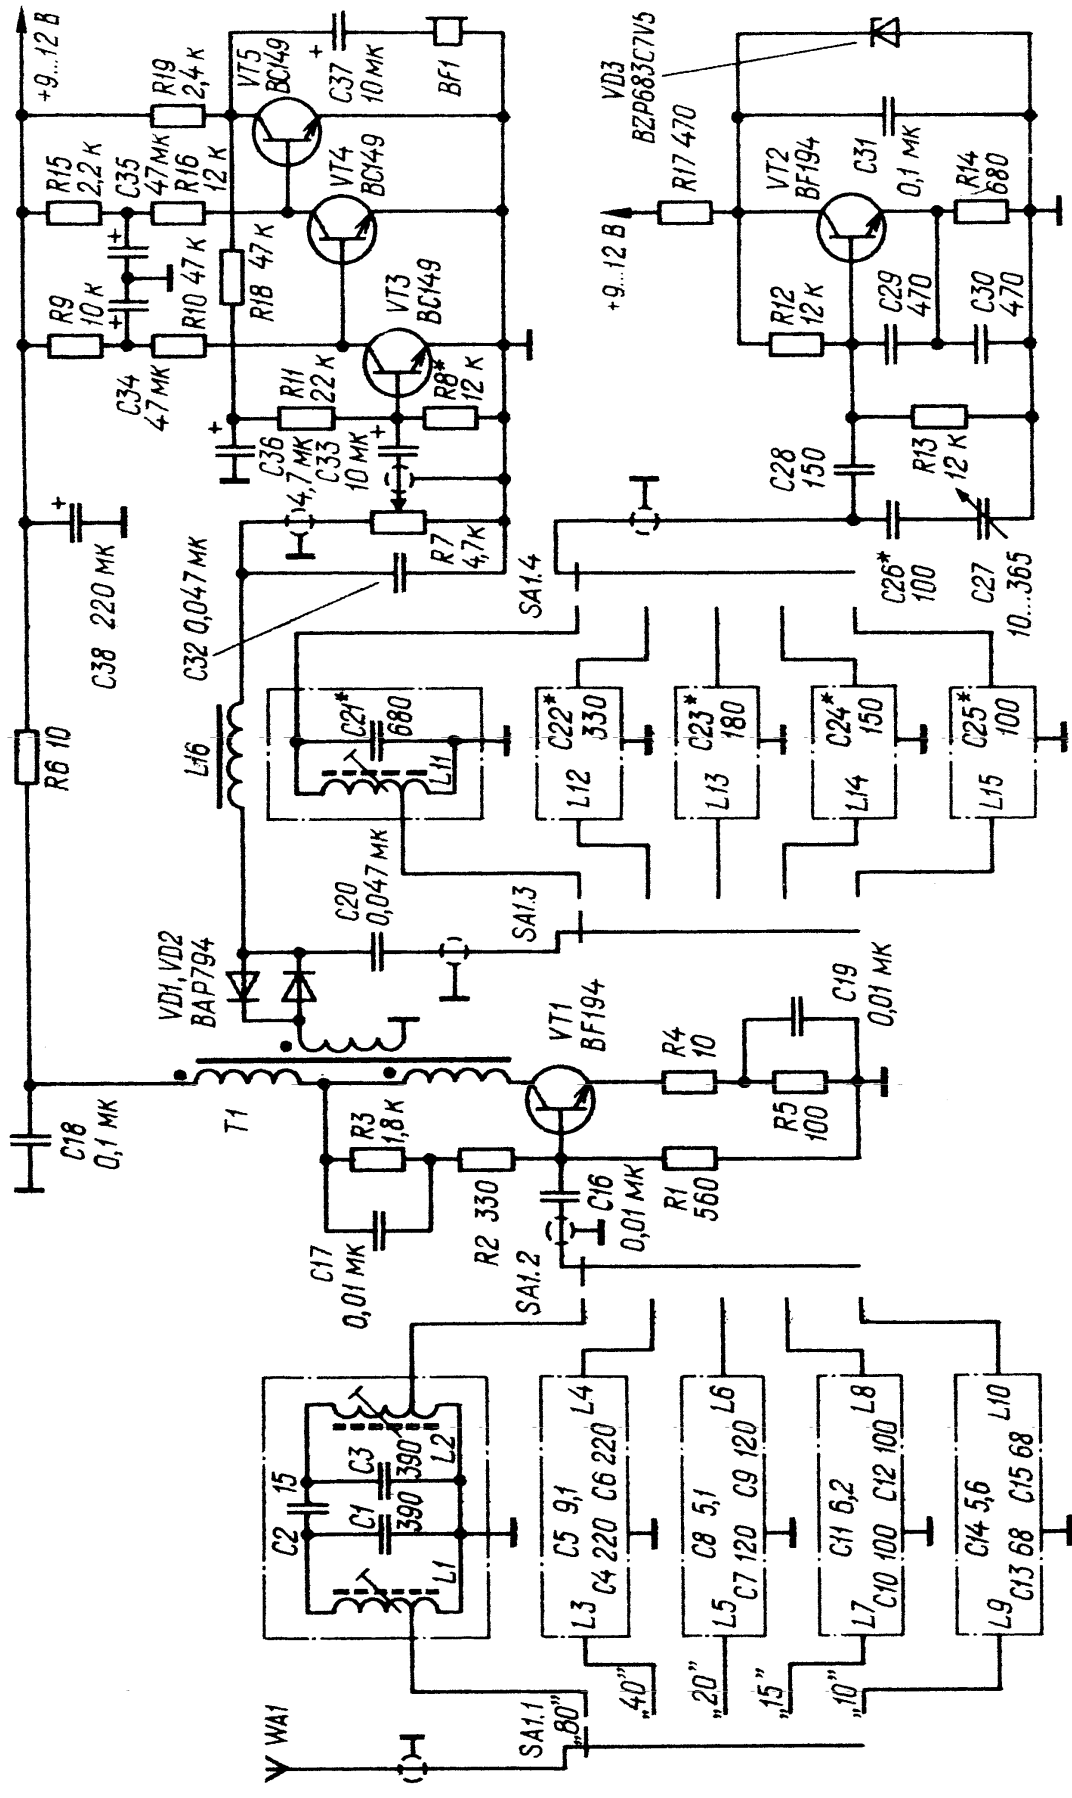 WA1
SA1.1
„80”
„40”
„20”
„15”
„10”
C2
15
C1
390
C3
390
L1
L2
L3
C5 9,1
C4 220
C6 220
L4
L5
C8 5,1
C7 120
C9 120
L6
L7
C11 6,2
C10 100
C12 100
L8
L9
C14 5,6
C13 68
C15 68
L10
SA1.2
C18
0,1 МК
C17
0,01 МК
R3
1,8 К
R2 330
C16
0,01 МК
R1
560
T1
VT1
BF194
R4
10
R5
100
C19
0,01 МК
VD1, VD2
BAP794
C20
0,047 МК
SA1.3
R6 10
L16
C21*
680
L11
L12
C22*
330
L13
C23*
180
L14
C24*
150
L15
C25*
100
SA1.4
C38 220 МК
C32 0,047 МК
R7
4,7К
C36
4,7 МК
C33
10 МК
R11
22 К
R8*
12 К
C34
47 МК
R9
10 К
R10 47 К
R18 47 К
VT3
BC149
R15
2,2 К
C35
47 МК
R16
12 К
VT4
BC149
R19
2,4 К
VT5
BC149
C37
10 МК
BF1
+9...12 В
C26*
100
C27
10...365
C28
150
R13
12 К
R12
12 К
C29
470
C30
470
+9...12 В
R17 470
VT2
BF194
C31
0,1 МК
R14
680
VD3
BZP683C7V5